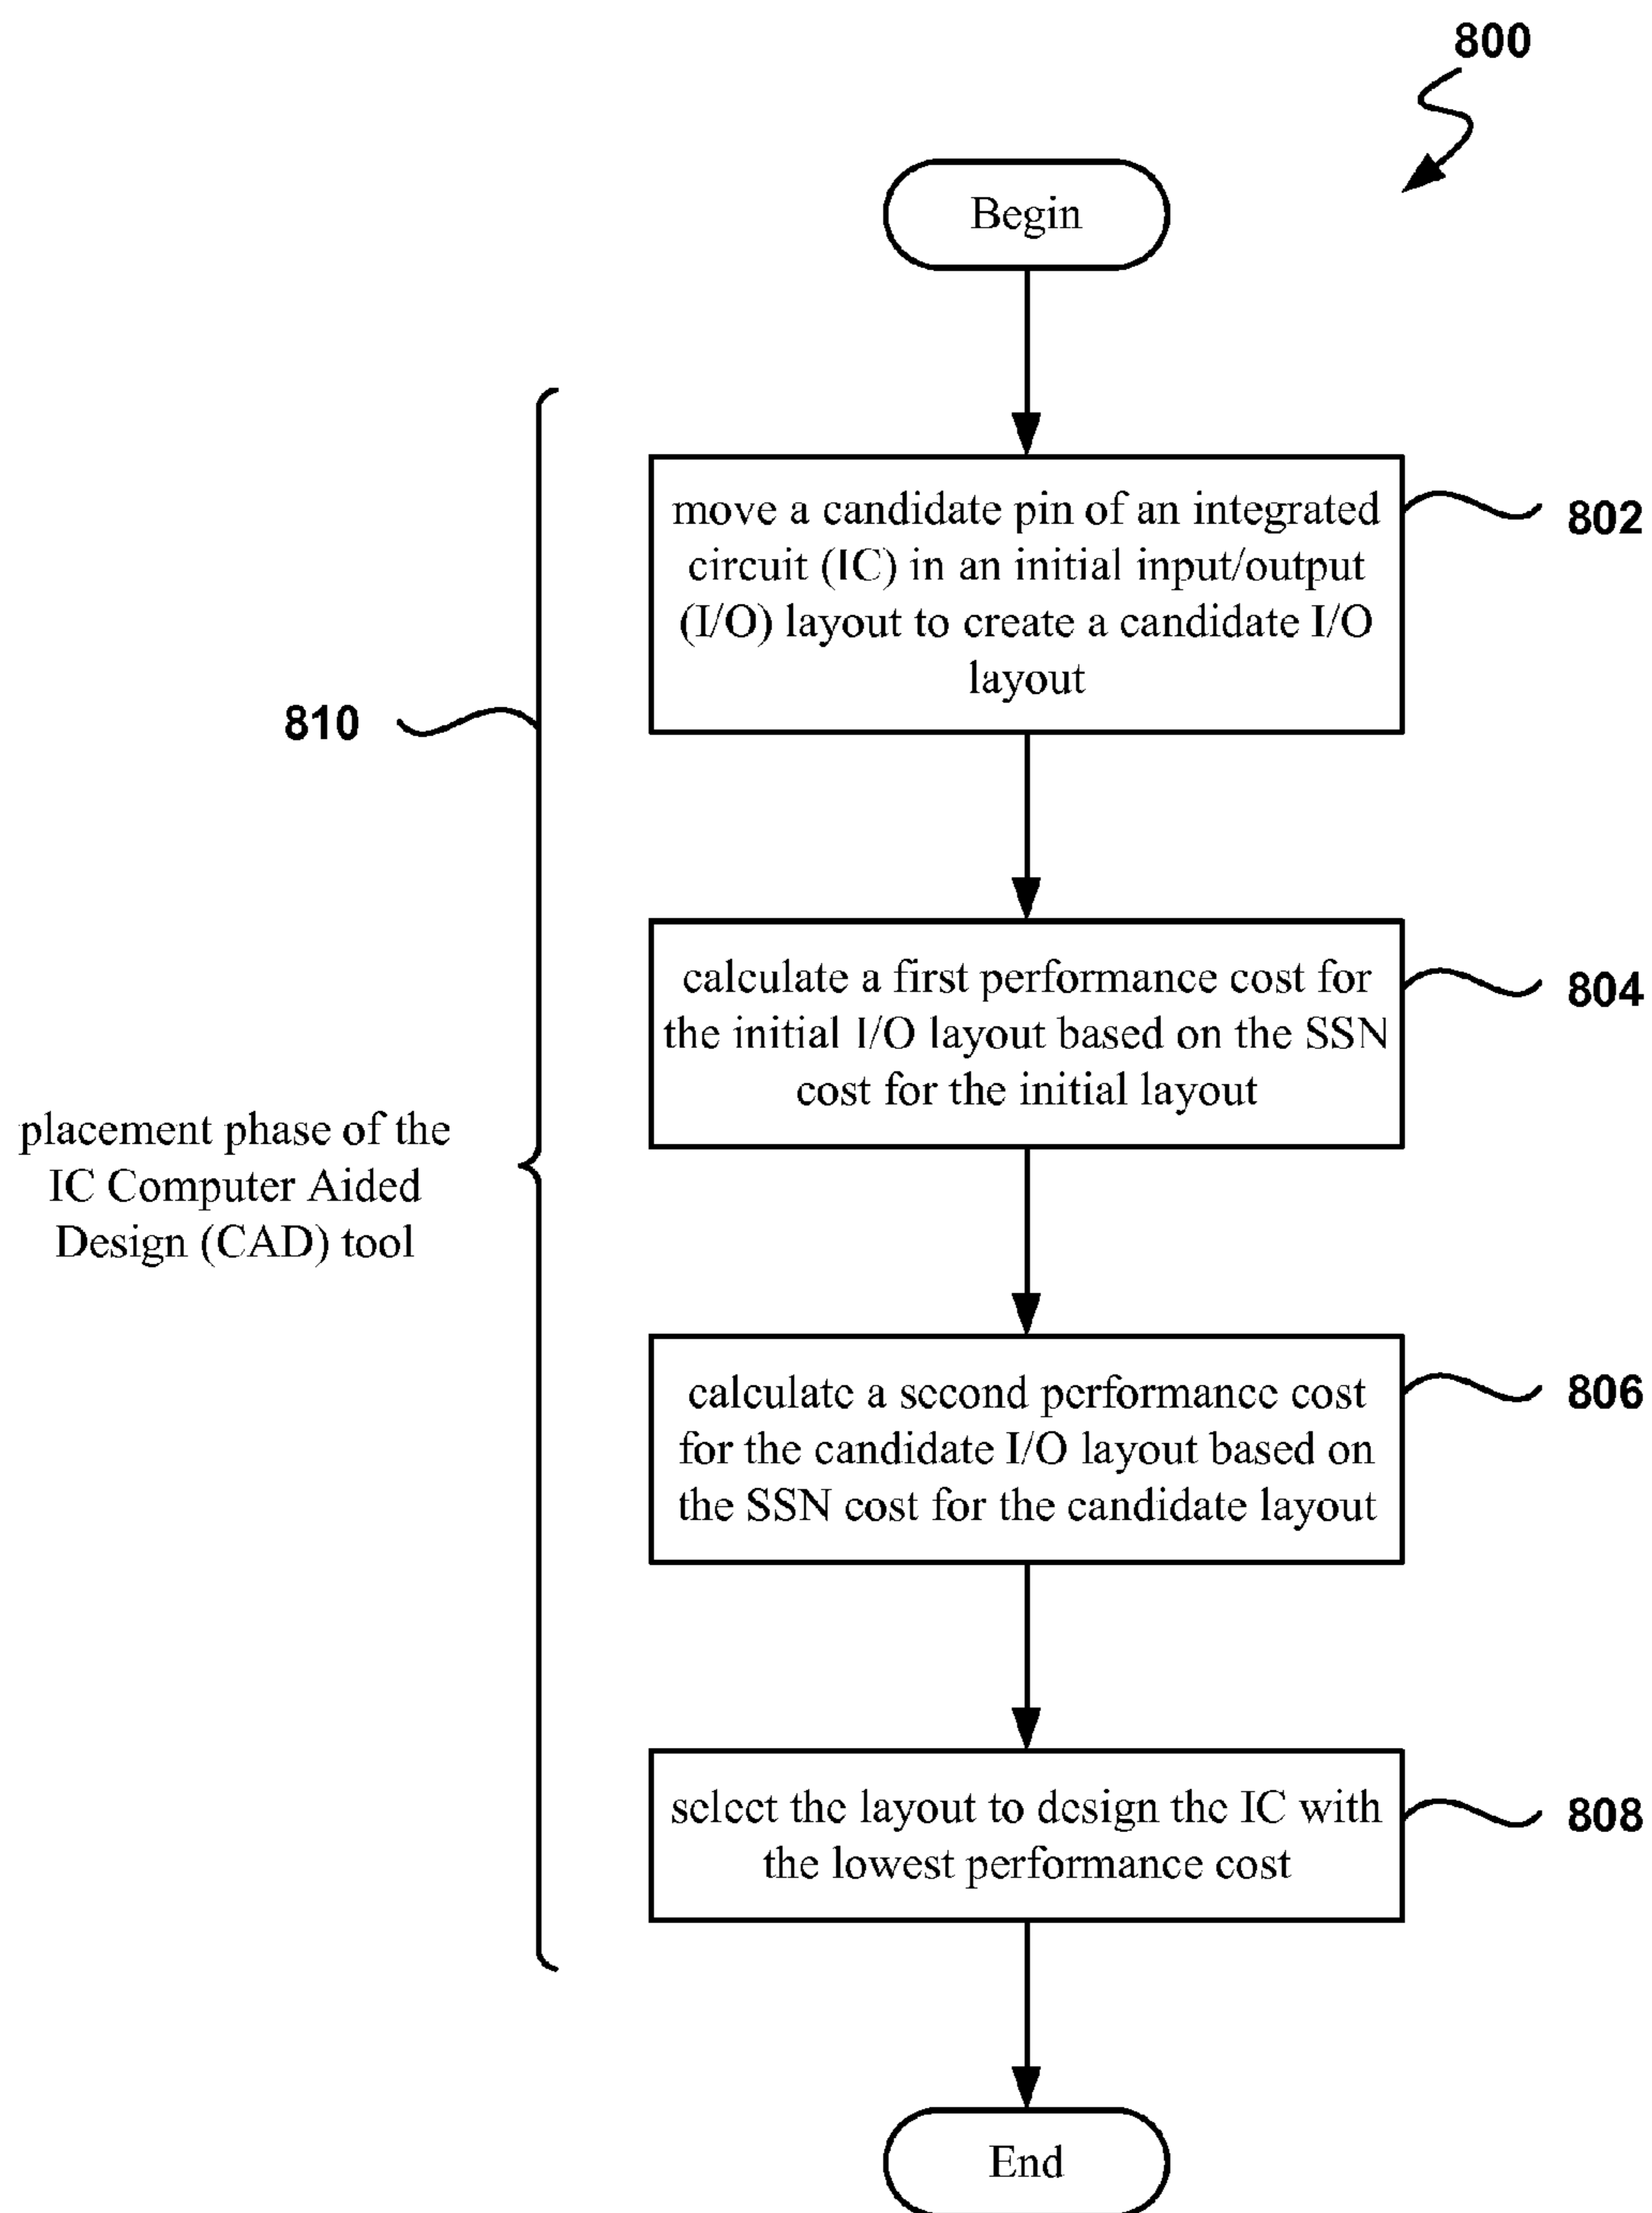 800
Begin
move a candidate pin of an integrated
circuit (IC) in an initial input/output
(I/O) layout to create a candidate I/O
layout
802
810
calculate a first performance cost for
the initial I/O layout based on the SSN
cost for the initial layout
804
placement phase of the
IC Computer Aided
Design (CAD) tool
calculate a second performance cost
for the candidate I/O layout based on
the SSN cost for the candidate layout
806
select the layout to design the IC with
the lowest performance cost
808
End